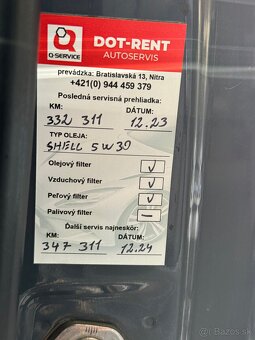 Q-SERVICE
DOT-RENT
AUTOSERVIS
prevádzka: Bratislavská 13, Nitra
+421(0) 944 459 379
Posledná servisná prehliadka:
KM: DÁTUM:
332 311 12.23
TYP OLEJA:
SHELL 5W30
Olejový filter V
Vzduchový filter V
Peľový filter V
Palivový filter —
Ďalší servis najneskôr:
KM: DÁTUM:
347 311 12.24
bazos.sk